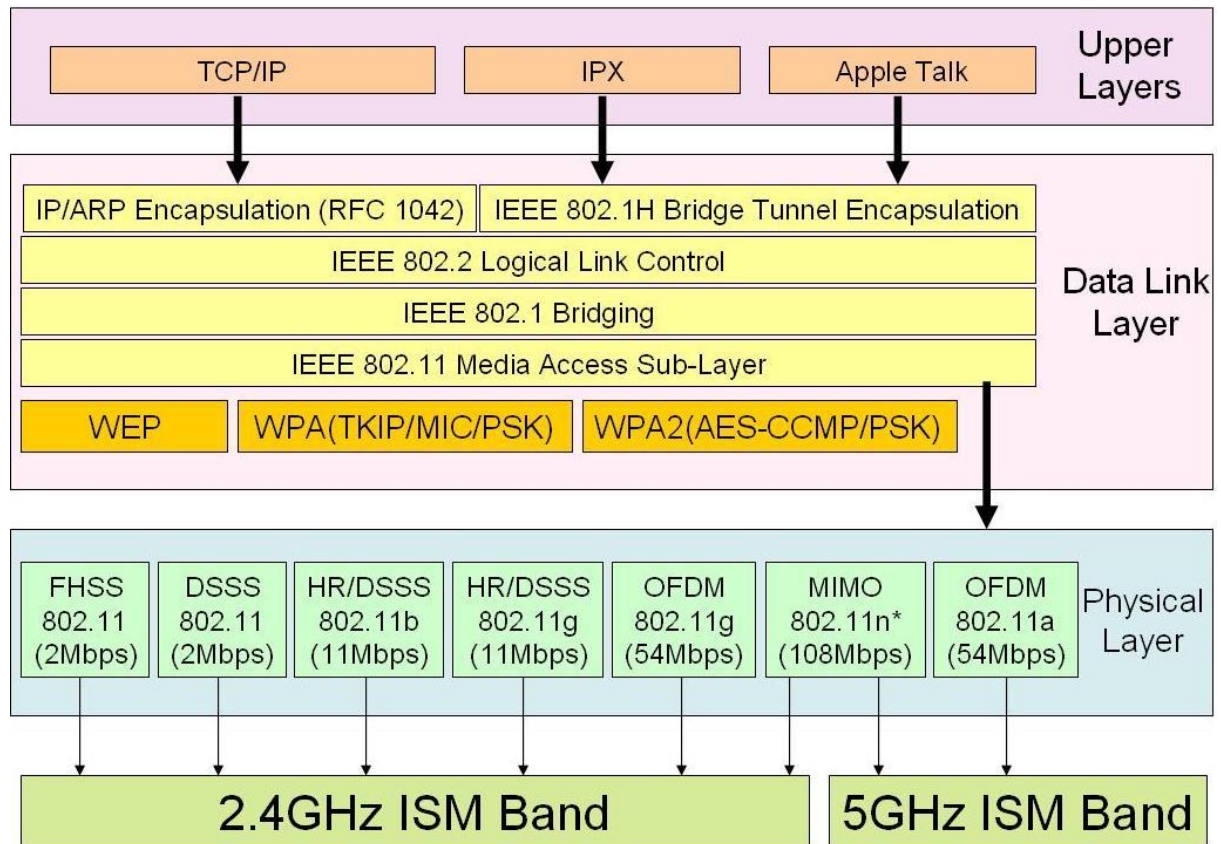 Upper
Layers
TCP/IP
IPX
Apple Talk
IP/ARP Encapsulation (RFC 1042)
IEEE 802.1H Bridge Tunnel Encapsulation
IEEE 802.2 Logical Link Control
IEEE 802.1 Bridging
IEEE 802.11 Media Access Sub-Layer
WEP
WPA(TKIP/MIC/PSK)
WPA2(AES-CCMP/PSK)
Data Link
Layer
FHSS
802.11
(2Mbps)
DSSS
802.11
(2Mbps)
HR/DSSS
802.11b
(11Mbps)
HR/DSSS
802.11g
(11Mbps)
OFDM
802.11g
(54Mbps)
MIMO
802.11n*
(108Mbps)
OFDM
802.11a
(54Mbps)
Physical
Layer
2.4GHz ISM Band
5GHz ISM Band